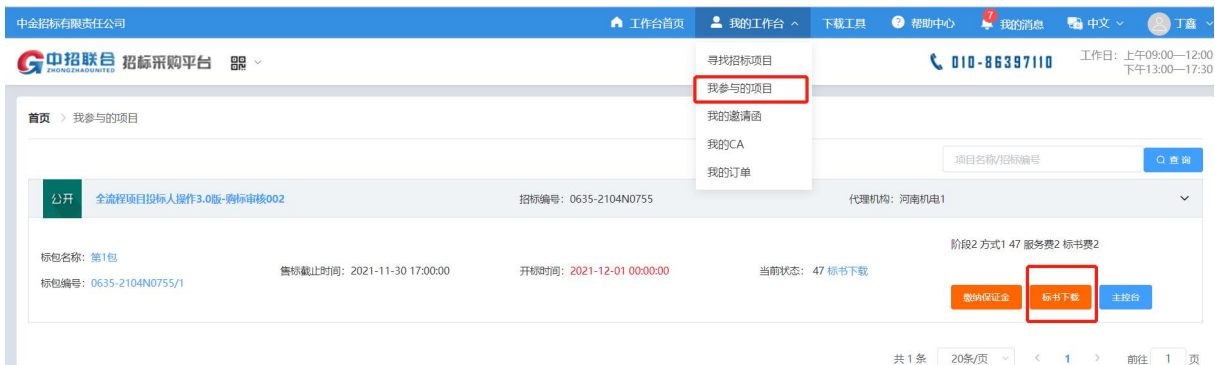 中金招标有限责任公司 工作台首页 我的工作台 下载工具 帮助中心 7 我的消息 中文 丁鑫
中招联合 ZHONGZHAOUNITED 招标采购平台 010-86397110 工作日：上午09:00—12:00
下午13:00—17:30
寻找招标项目
我参与的项目
我的邀请函
我的CA
我的订单
首页 > 我参与的项目
项目名称/招标编号 查询
公开 全流程项目投标人操作3.0版-购标审核002 招标编号：0635-2104N0755 代理机构：河南机电1
阶段2 方式1 47 服务费2 标书费2
标包名称：第1包
售标截止时间：2021-11-30 17:00:00 开标时间：2021-12-01 00:00:00 当前状态：47 标书下载
标包编号：0635-2104N0755/1
缴纳保证金 标书下载 主控台
共 1 条 20条/页 < 1 > 前往 1 页